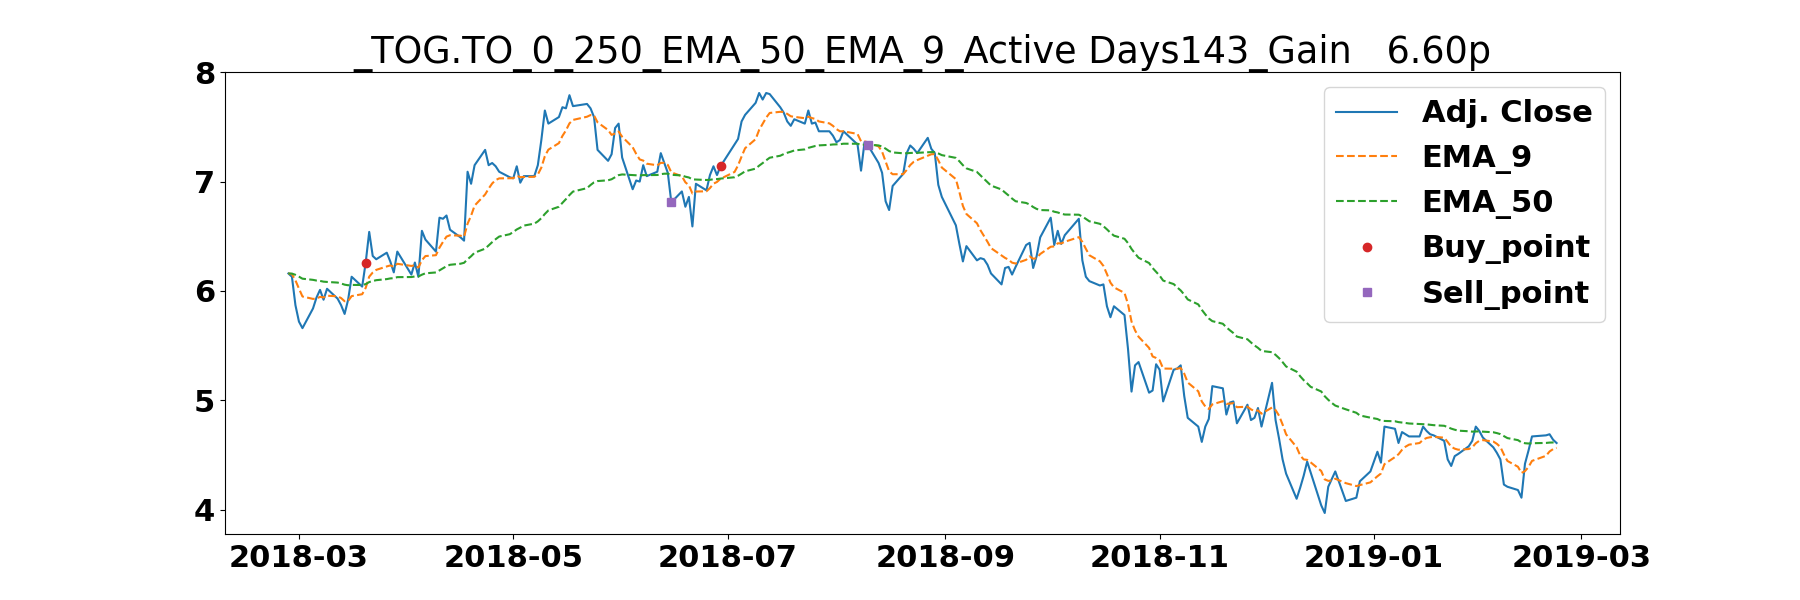 _TOG.TO_0_250_EMA_50_EMA_9_Active Days143_Gain   6.60p
8
7
6
5
4
Adj. Close
EMA_9
EMA_50
Buy_point
Sell_point
2018-03 2018-05 2018-07 2018-09 2018-11 2019-01 2019-03